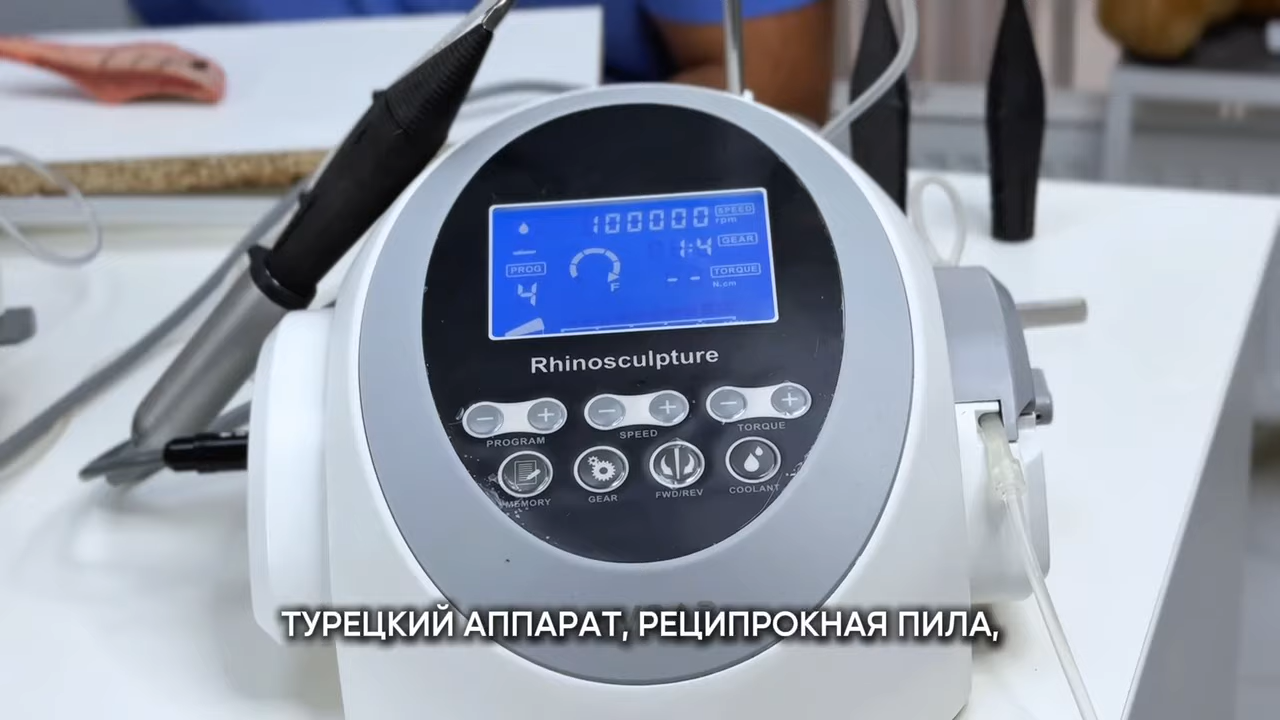 100000 SPEED
rpm
1:4 GEAR
PROG
4
F
-- TORQUE
N.cm
Rhinosculpture
PROGRAM
SPEED
TORQUE
MEMORY
GEAR
FWD/REV
COOLANT
ТУРЕЦКИЙ АППАРАТ, РЕЦИПРОКНАЯ ПИЛА,